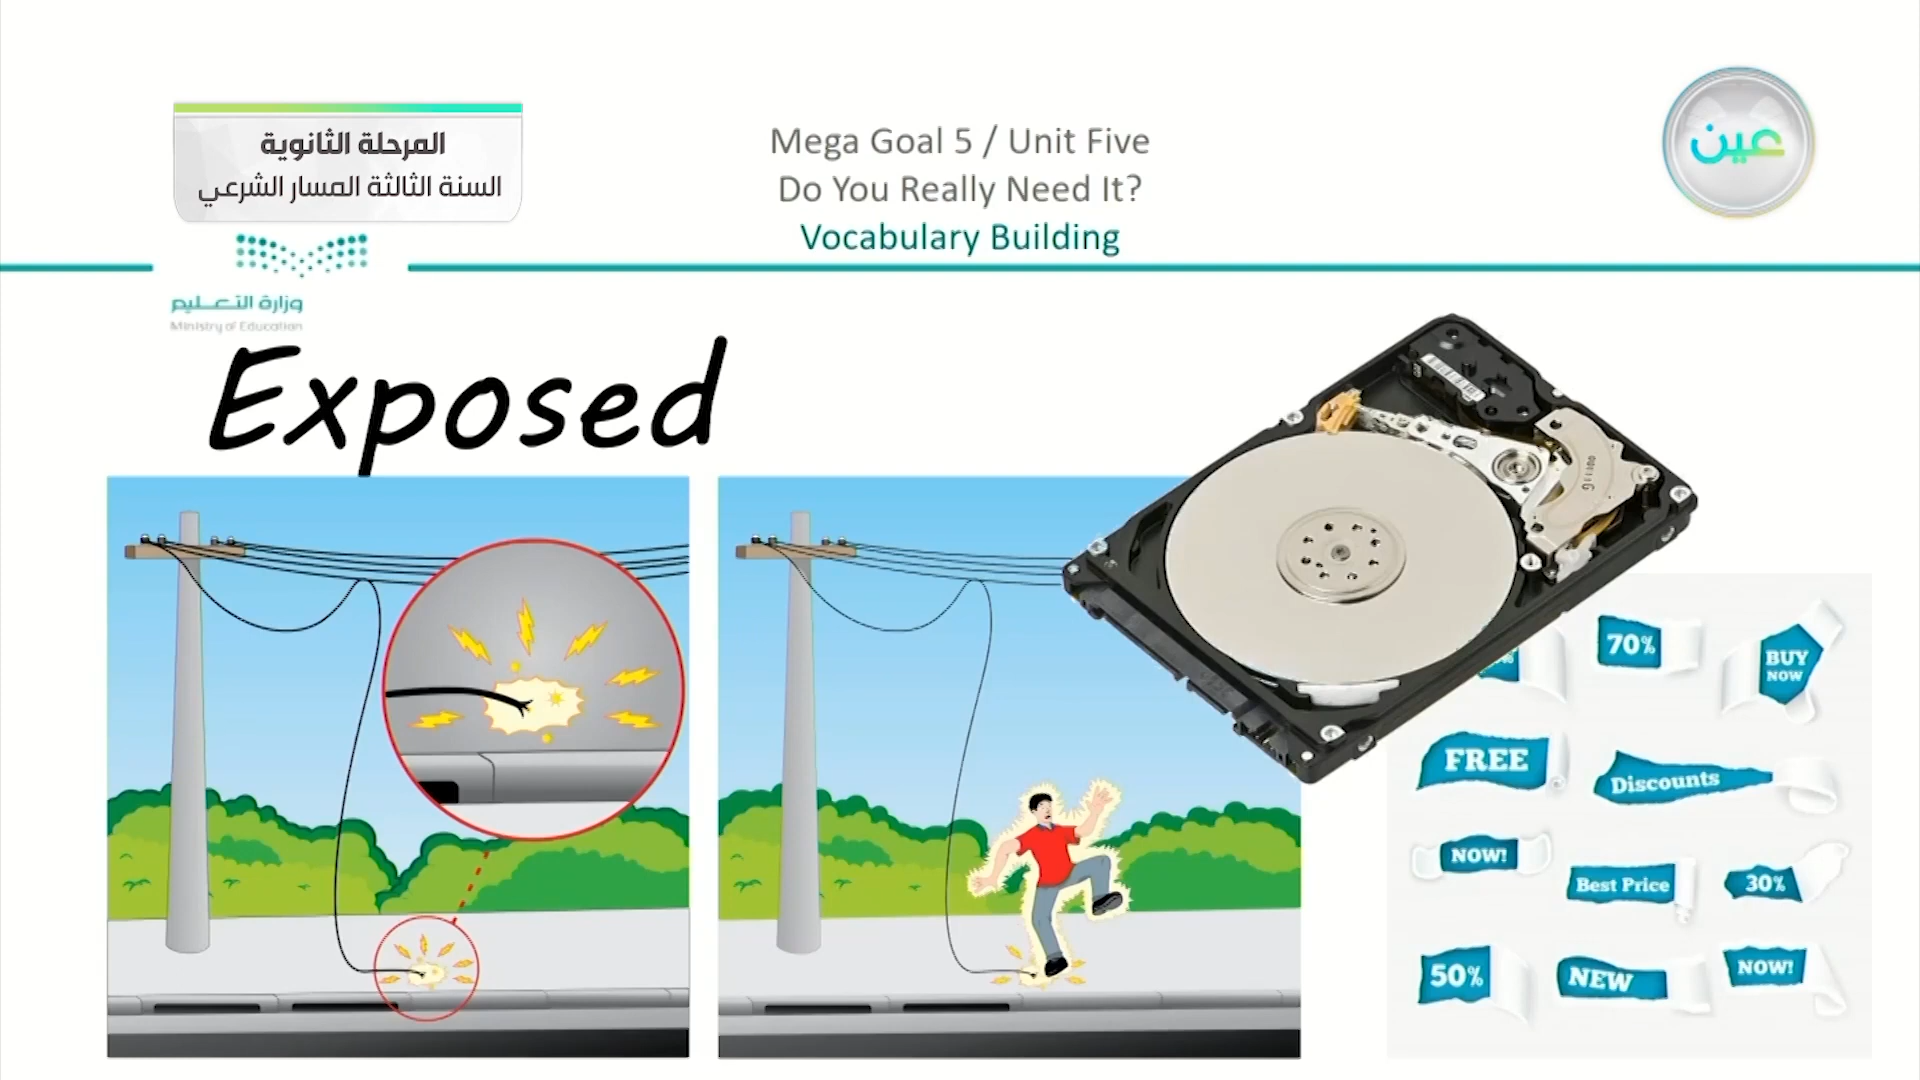 المرحلة الثانوية
السنة الثالثة المسار الشرعي
Mega Goal 5 / Unit Five
Do You Really Need It?
Vocabulary Building
عين
وزارة التعليم
Ministry of Education
Exposed
70%
BUY
NOW
FREE
Discounts
NOW!
Best Price
30%
50%
NEW
NOW!